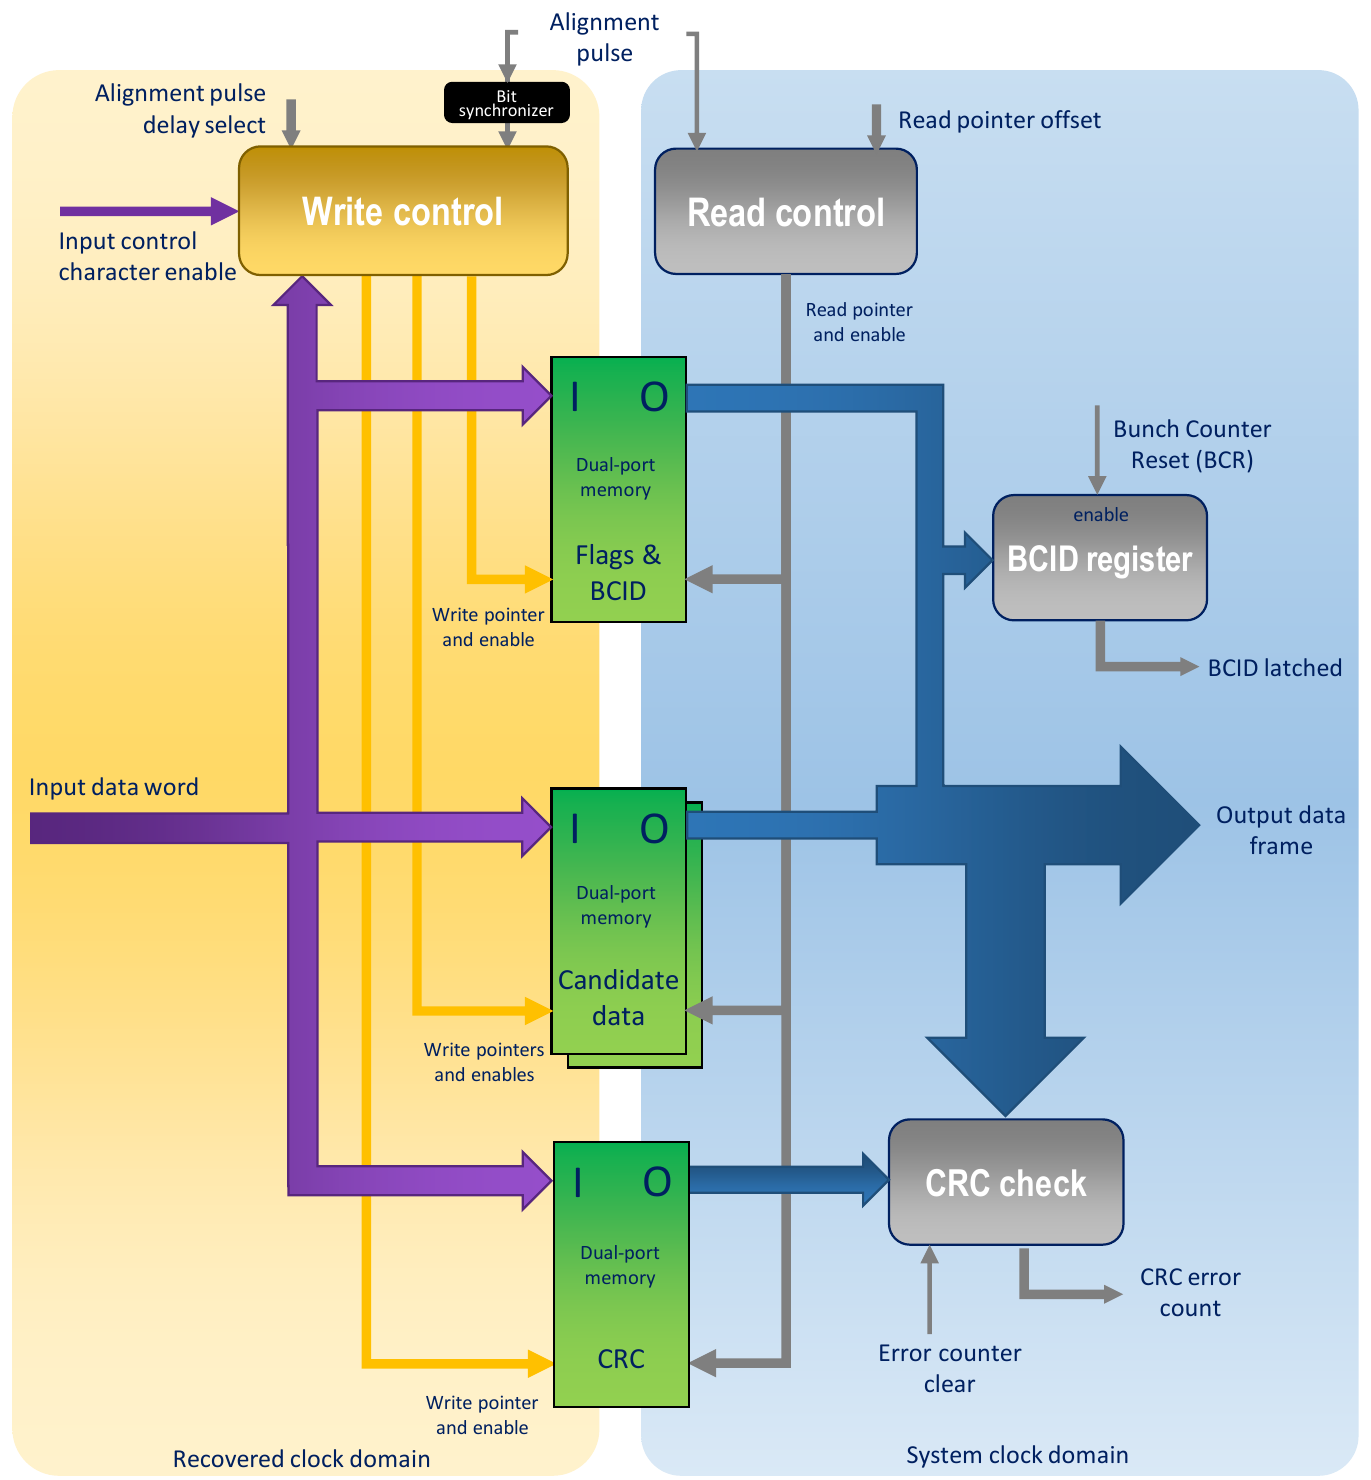 Alignment
pulse
Alignment pulse
delay select
Bit
synchronizer
Read pointer offset
Write control
Read control
Input control
character enable
Read pointer
and enable
I O
Dual-port
memory
Flags &
BCID
Write pointer
and enable
Bunch Counter
Reset (BCR)
enable
BCID register
BCID latched
Input data word
I O
Dual-port
memory
Candidate
data
Write pointers
and enables
Output data
frame
I O
Dual-port
memory
CRC
Write pointer
and enable
CRC check
CRC error
count
Error counter
clear
Recovered clock domain
System clock domain